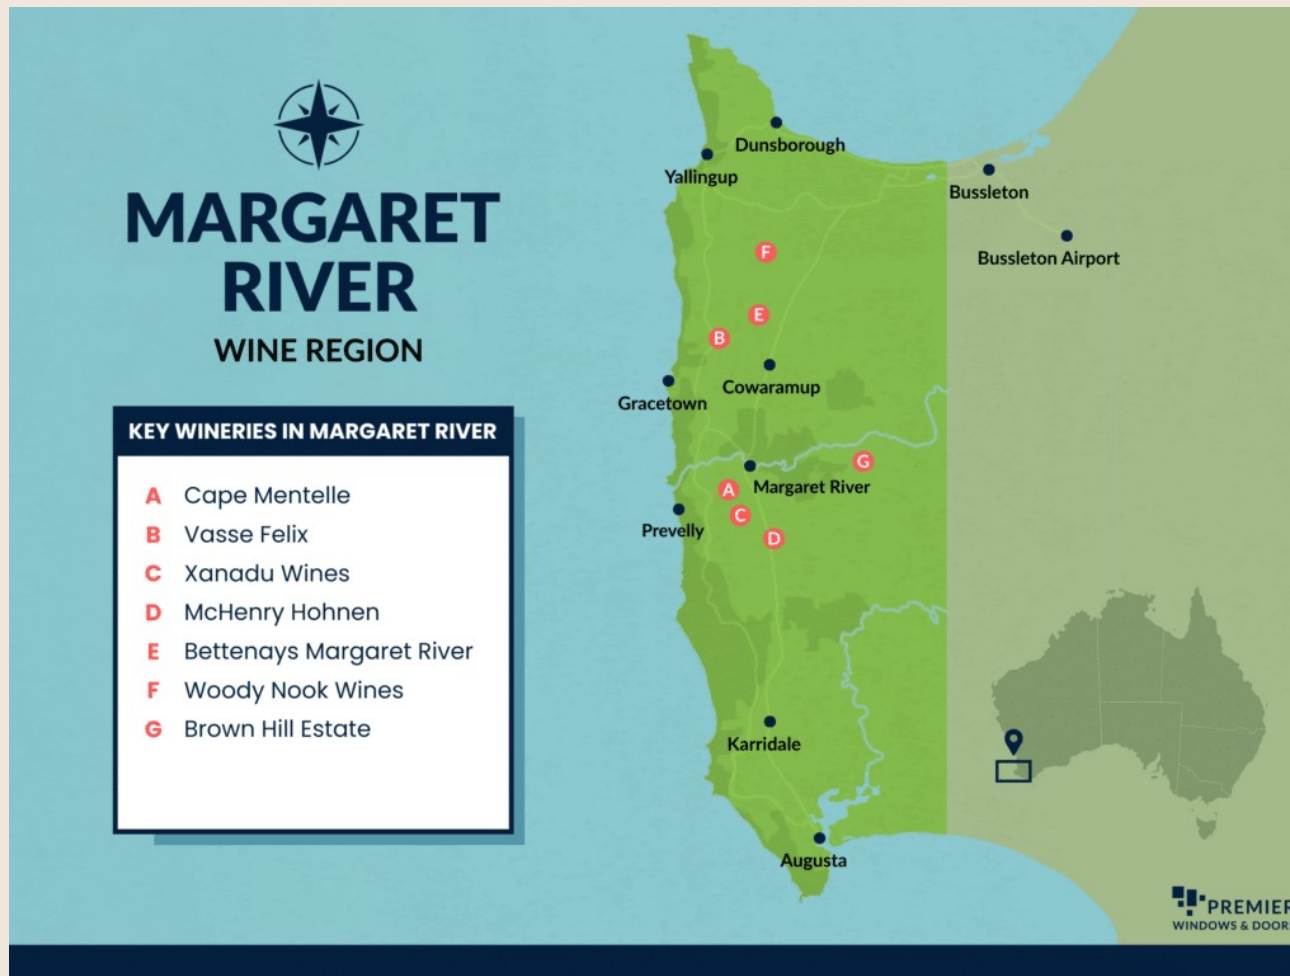 MARGARET
RIVER
WINE REGION
KEY WINERIES IN MARGARET RIVER
A Cape Mentelle
B Vasse Felix
C Xanadu Wines
D McHenry Hohnen
E Bettenays Margaret River
F Woody Nook Wines
G Brown Hill Estate
Dunsborough
Yallingup
Bussleton
Bussleton Airport
F
E
B
Cowaramup
Gracetown
G
Margaret River
A
C
Prevelly
D
Karridale
Augusta
PREMIER
WINDOWS & DOORS